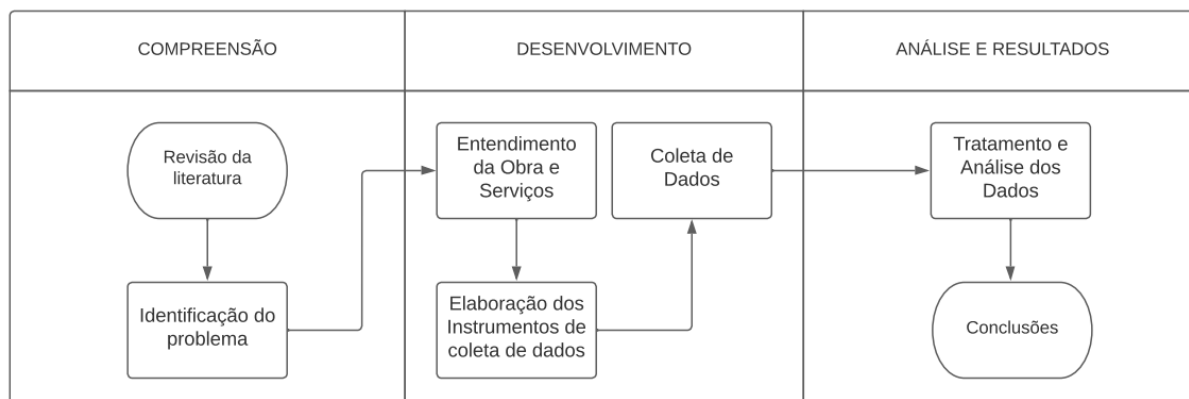 COMPREENSÃO
DESENVOLVIMENTO
ANÁLISE E RESULTADOS
Revisão da
literatura
Identificação do
problema
Entendimento
da Obra e
Serviços
Elaboração dos
Instrumentos de
coleta de dados
Coleta de
Dados
Tratamento e
Análise dos
Dados
Conclusões